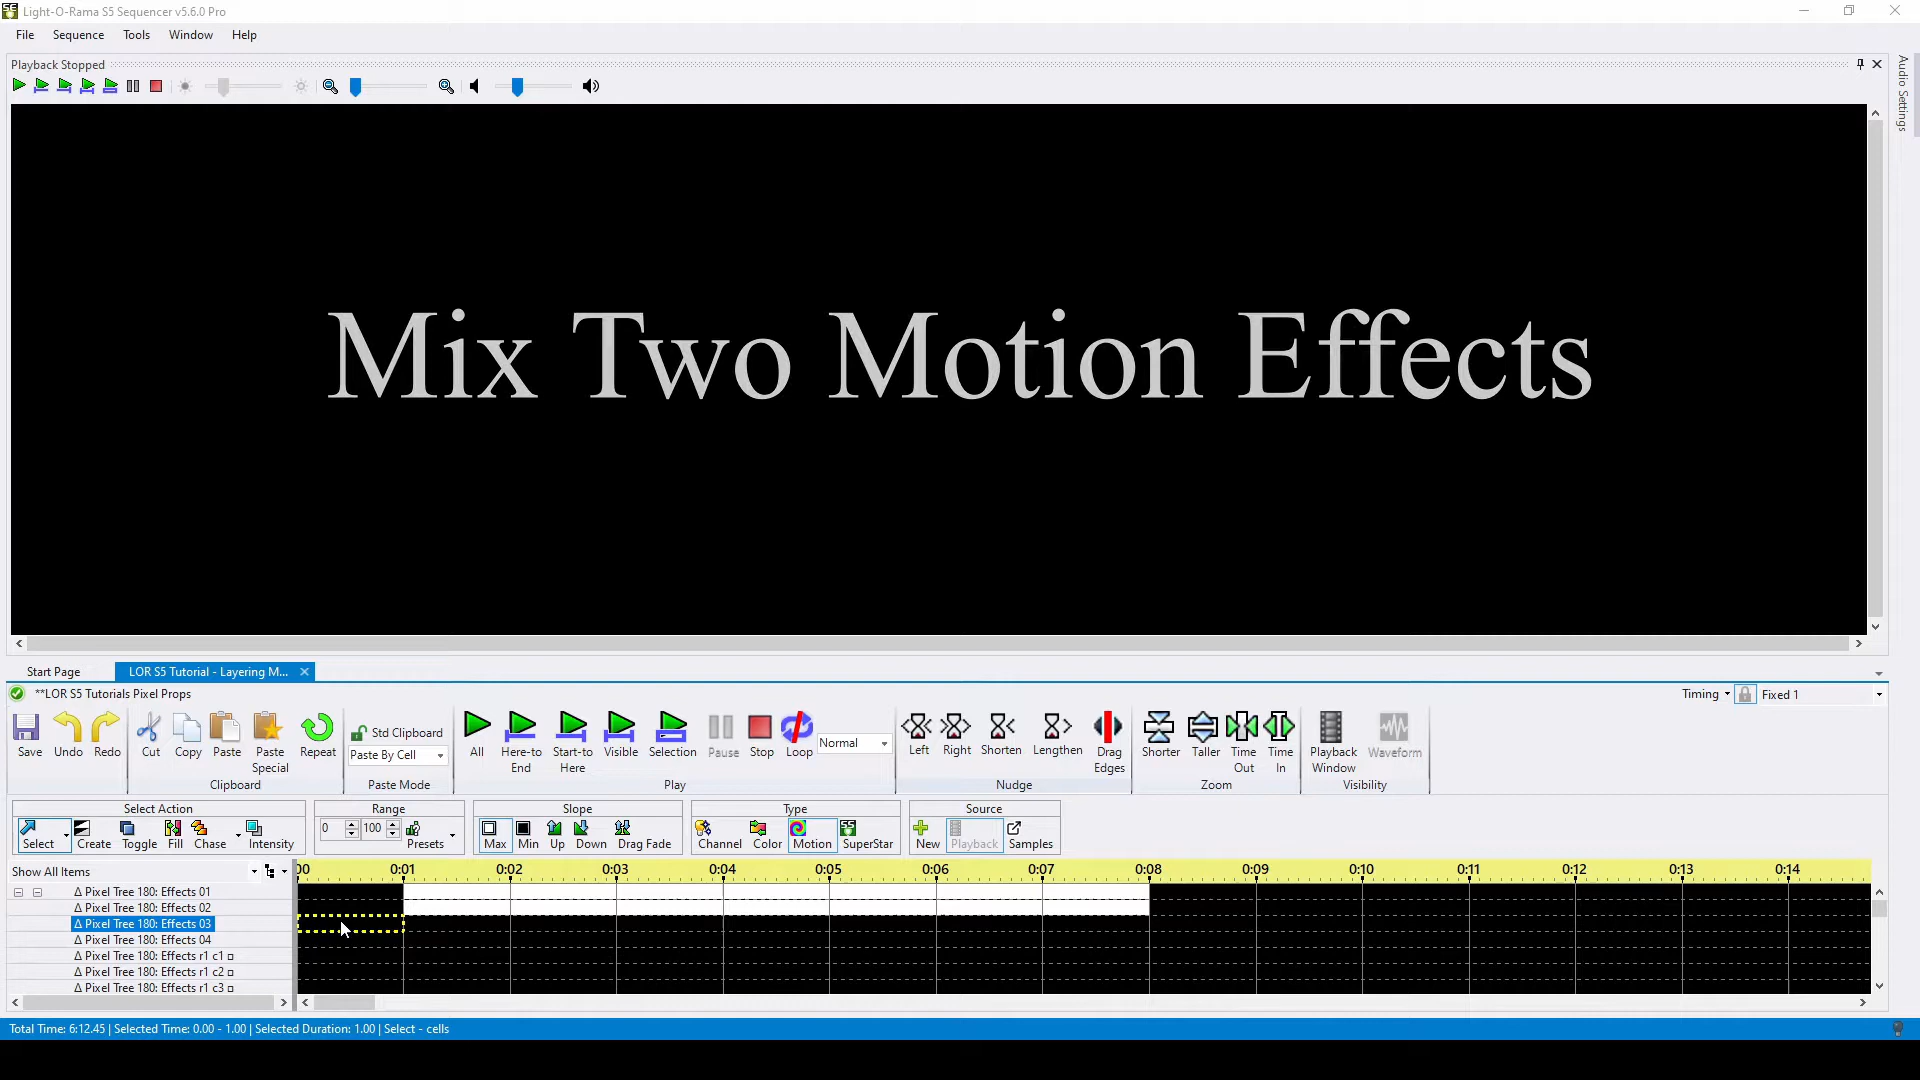 Light-O-Rama S5 Sequencer v5.6.0 Pro
File Sequence Tools Window Help
Playback Stopped
Audio Settings
Mix Two Motion Effects
Start Page LOR S5 Tutorial - Layering M...
**LOR S5 Tutorials Pixel Props
Timing Fixed 1
Save Undo Redo
Cut Copy Paste Paste Special Repeat
Clipboard
Std Clipboard
Paste By Cell
Paste Mode
All Here-to End Start-to Here Visible Selection Pause Stop Loop Normal
Play
Left Right Shorten Lengthen Drag Edges
Nudge
Shorter Taller Time Out Time In
Zoom
Playback Window Waveform
Visibility
Select Action Range Slope Type Source
Select Create Toggle Fill Chase Intensity
0 100 Presets
Max Min Up Down Drag Fade
Channel Color Motion SuperStar
New Playback Samples
Show All Items
00 0:01 0:02 0:03 0:04 0:05 0:06 0:07 0:08 0:09 0:10 0:11 0:12 0:13 0:14
Δ Pixel Tree 180: Effects 01
Δ Pixel Tree 180: Effects 02
Δ Pixel Tree 180: Effects 03
Δ Pixel Tree 180: Effects 04
Δ Pixel Tree 180: Effects r1 c1
Δ Pixel Tree 180: Effects r1 c2
Δ Pixel Tree 180: Effects r1 c3
Total Time: 6:12.45 | Selected Time: 0.00 - 1.00 | Selected Duration: 1.00 | Select - cells